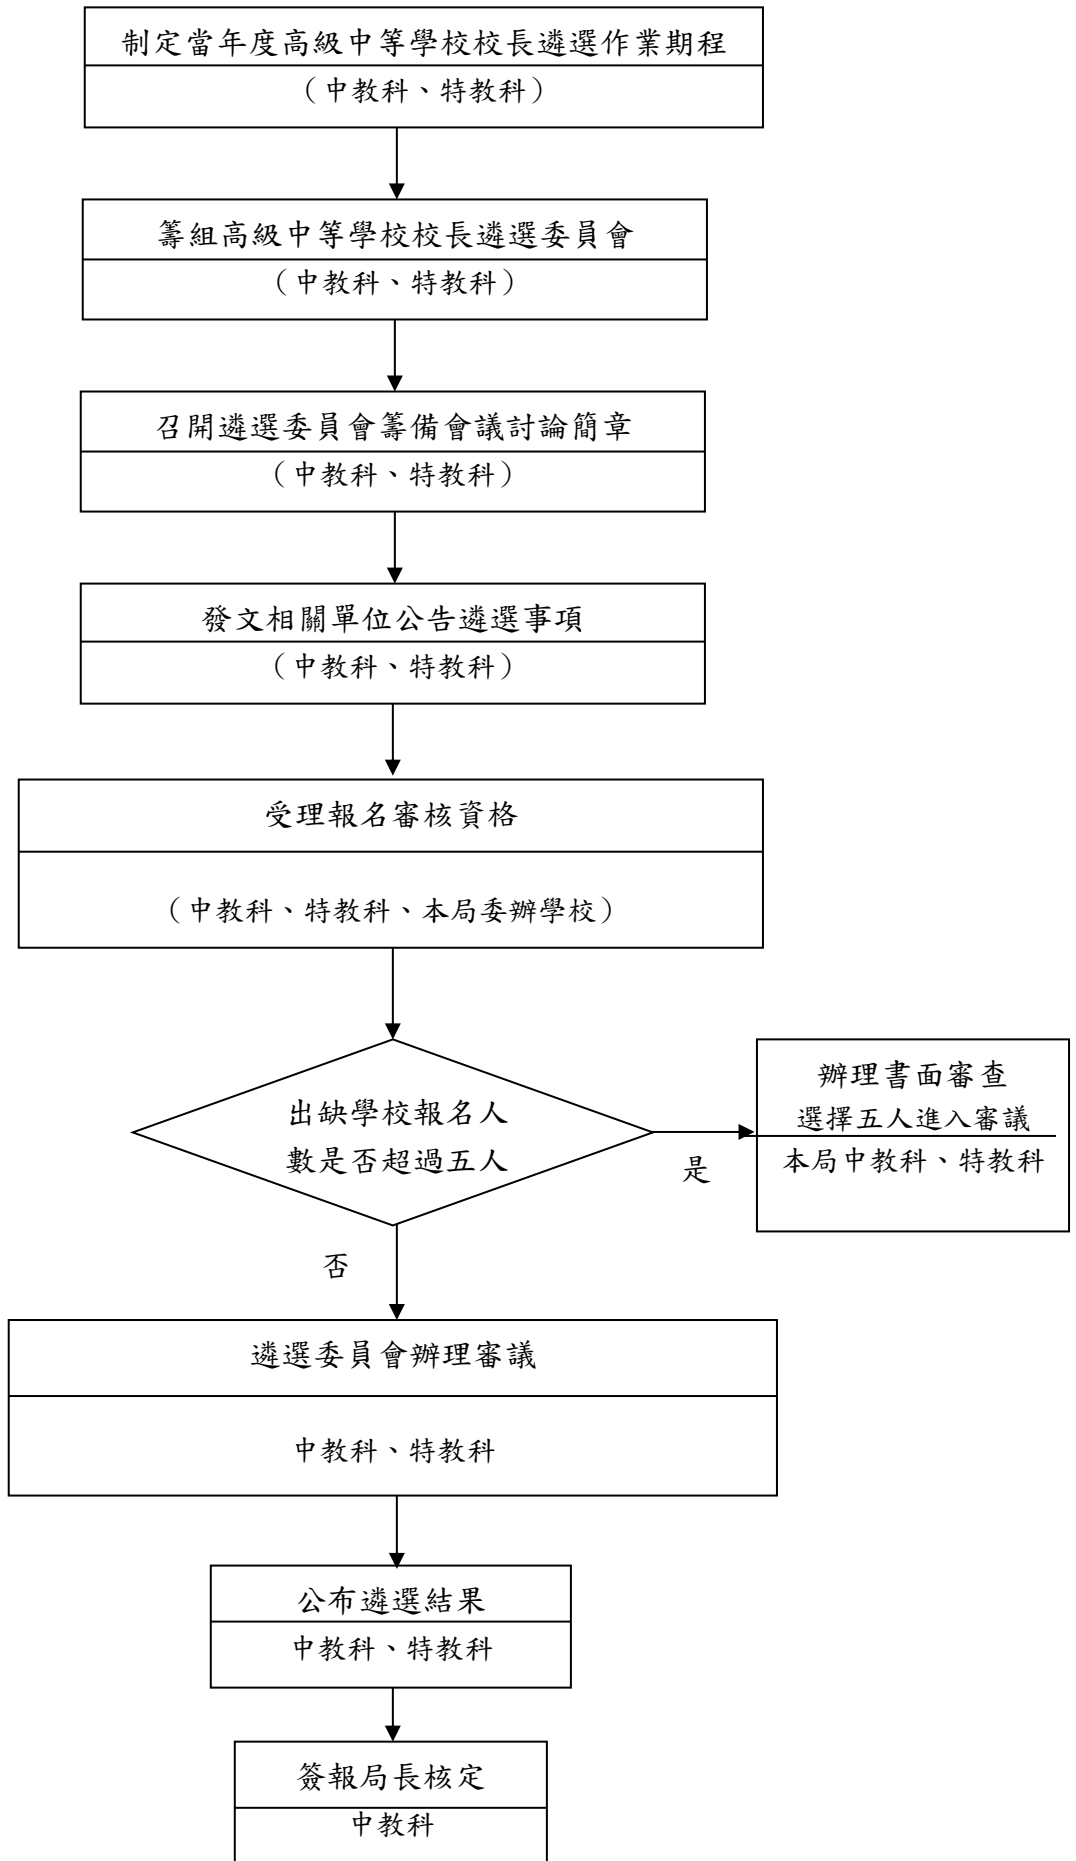 制定當年度高級中等學校校長遴選作業期程
（中教科、特教科）
籌組高級中等學校校長遴選委員會
（中教科、特教科）
召開遴選委員會籌備會議討論簡章
（中教科、特教科）
發文相關單位公告遴選事項
（中教科、特教科）
受理報名審核資格
（中教科、特教科、本局委辦學校）
出缺學校報名人
數是否超過五人
是
辦理書面審查
選擇五人進入審議
本局中教科、特教科
否
遴選委員會辦理審議
中教科、特教科
公布遴選結果
中教科、特教科
簽報局長核定
中教科